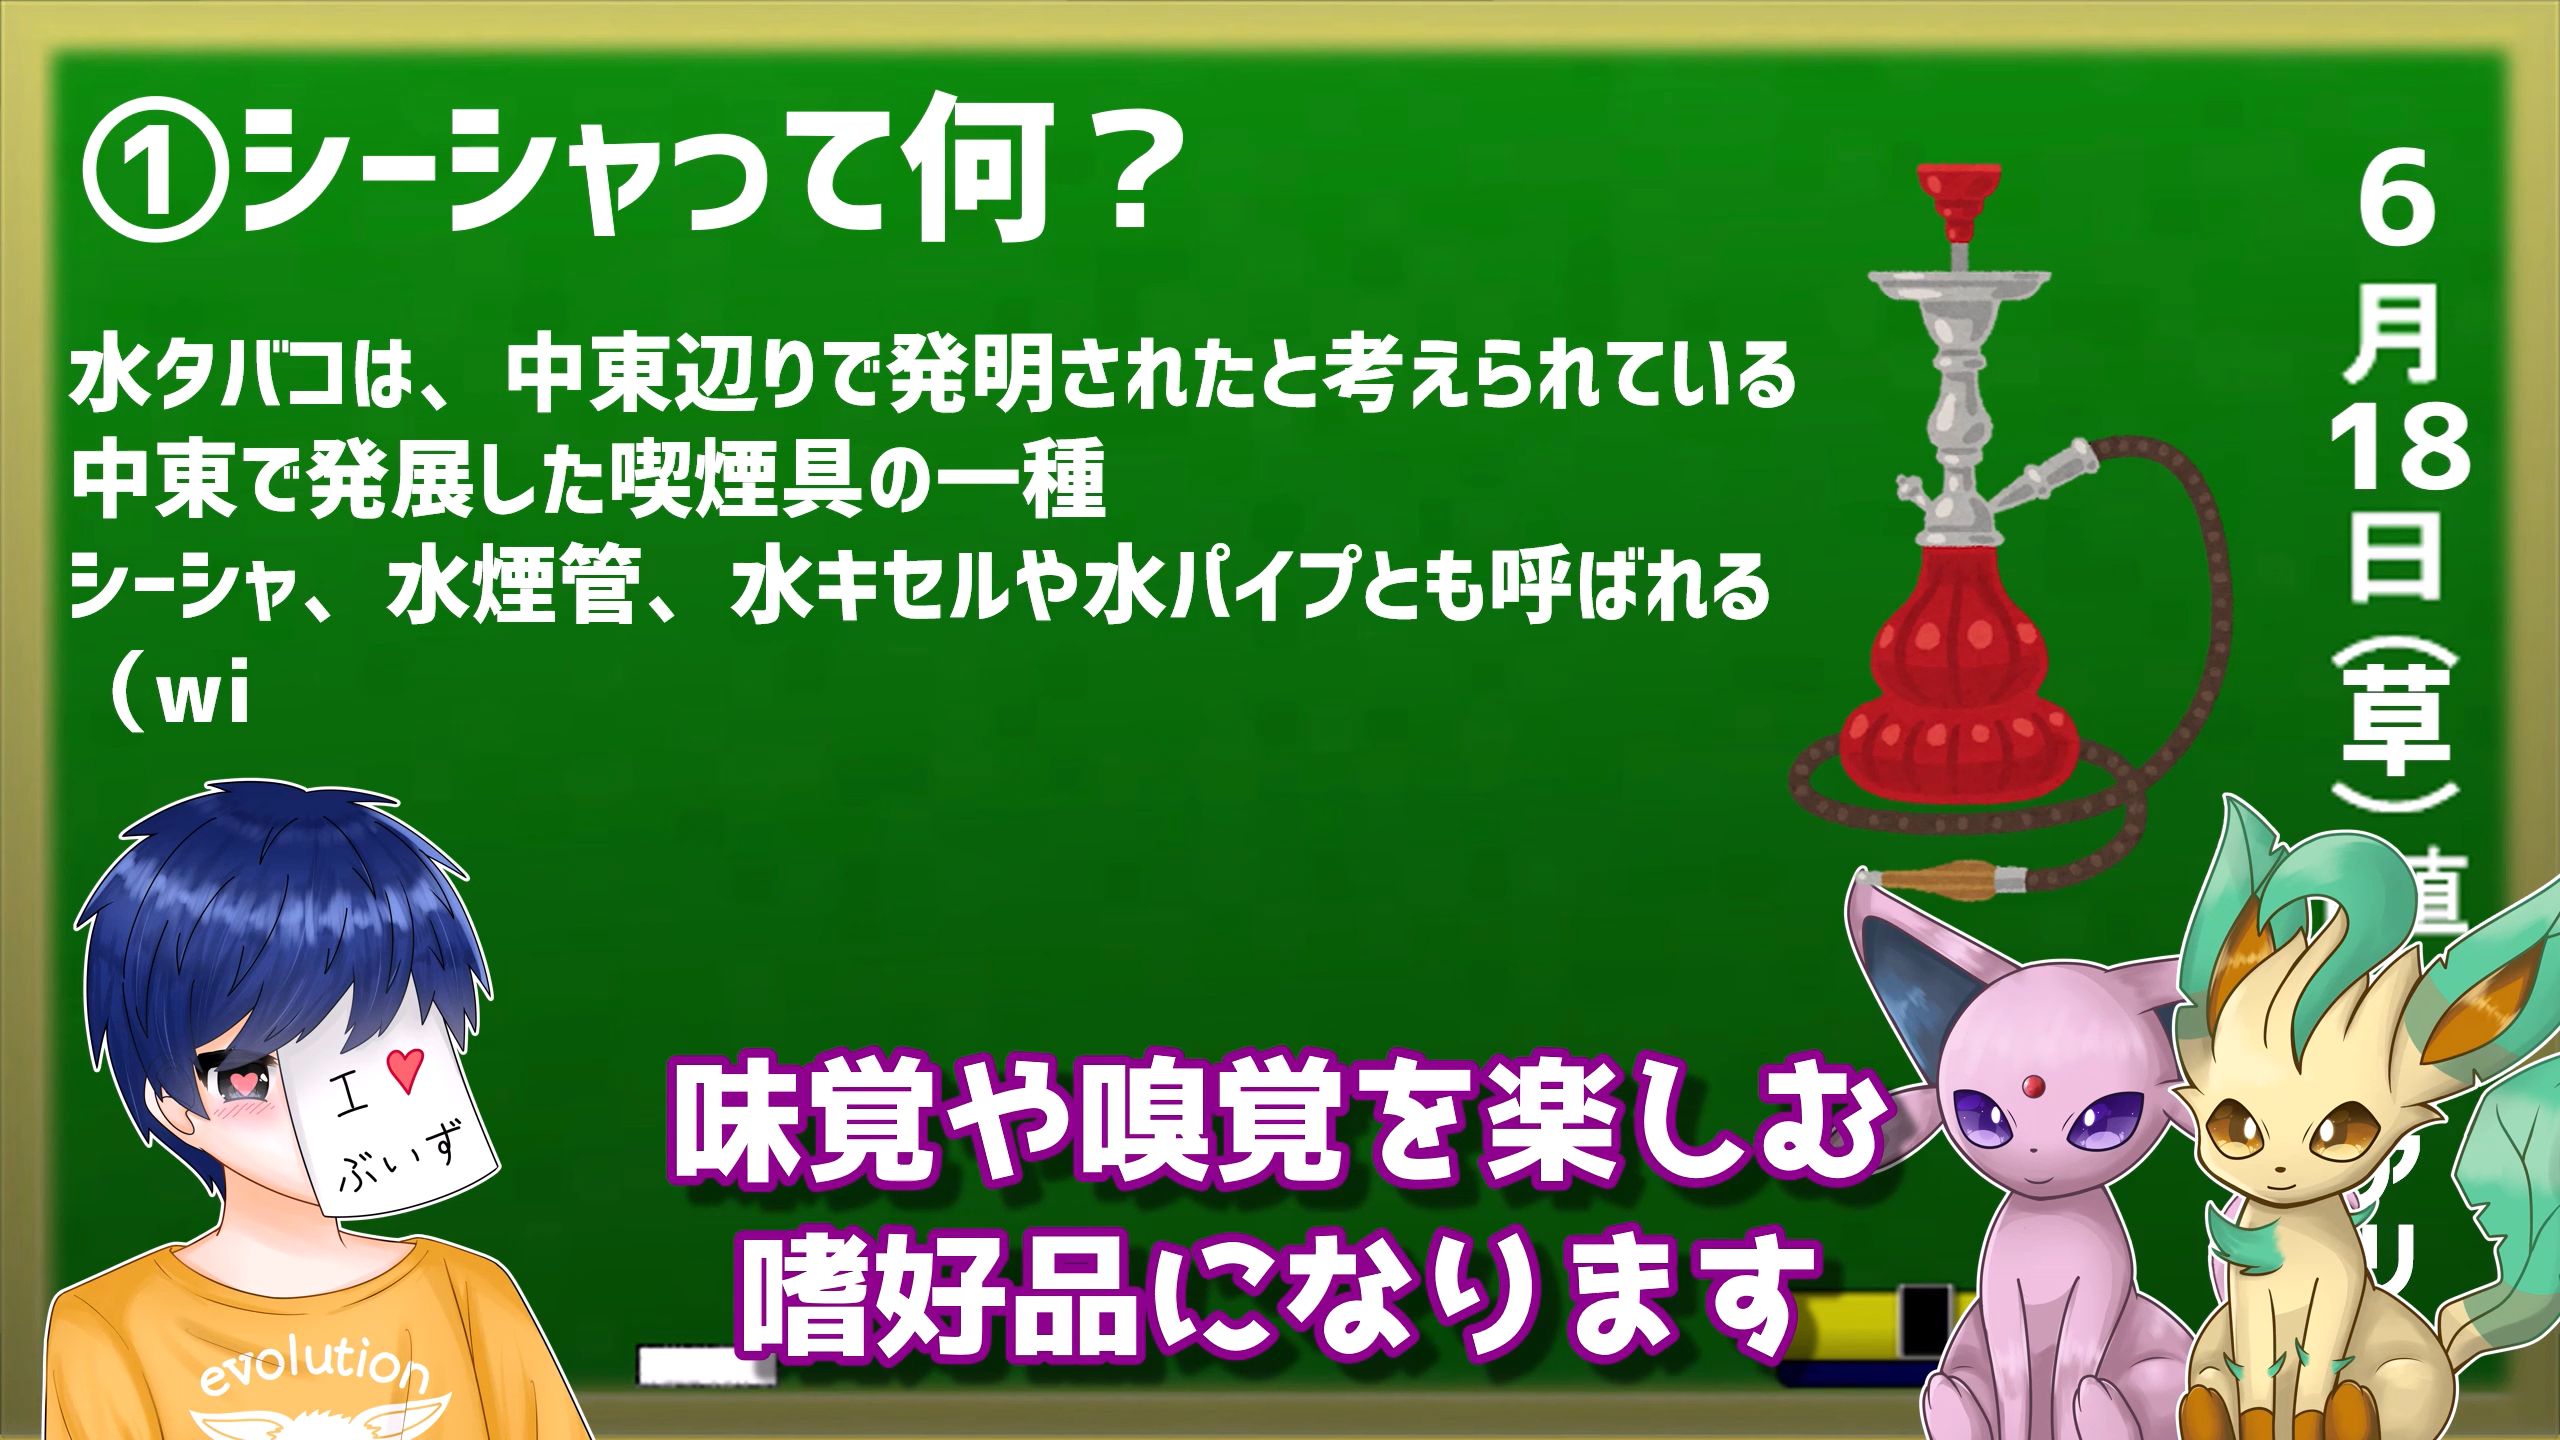 ①シーシャって何？
水タバコは、中東辺りで発明されたと考えられている
中東で発展した喫煙具の一種
シーシャ、水煙管、水キセルや水パイプとも呼ばれる
（wi
6月18日（草）
直
リ
I ♥
ぶいず
evolution
味覚や嗅覚を楽しむ
嗜好品になります